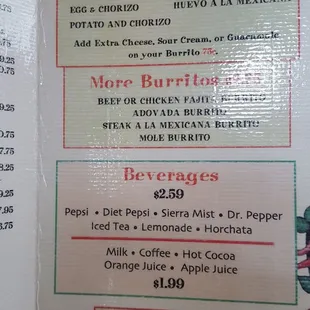 EGG & CHORIZO HUEVO A LA MEXICANA
POTATO AND CHORIZO
Add Extra Cheese, Sour Cream, or Guacamole
on your Burrito 75¢.
More Burritos
BEEF OR CHICKEN FAJITA BURRITO
ADOVADA BURRITO
STEAK A LA MEXICANA BURRITO
MOLE BURRITO
Beverages
$2.59
Pepsi • Diet Pepsi • Sierra Mist • Dr. Pepper
Iced Tea • Lemonade • Horchata
Milk • Coffee • Hot Cocoa
Orange Juice • Apple Juice
$1.99